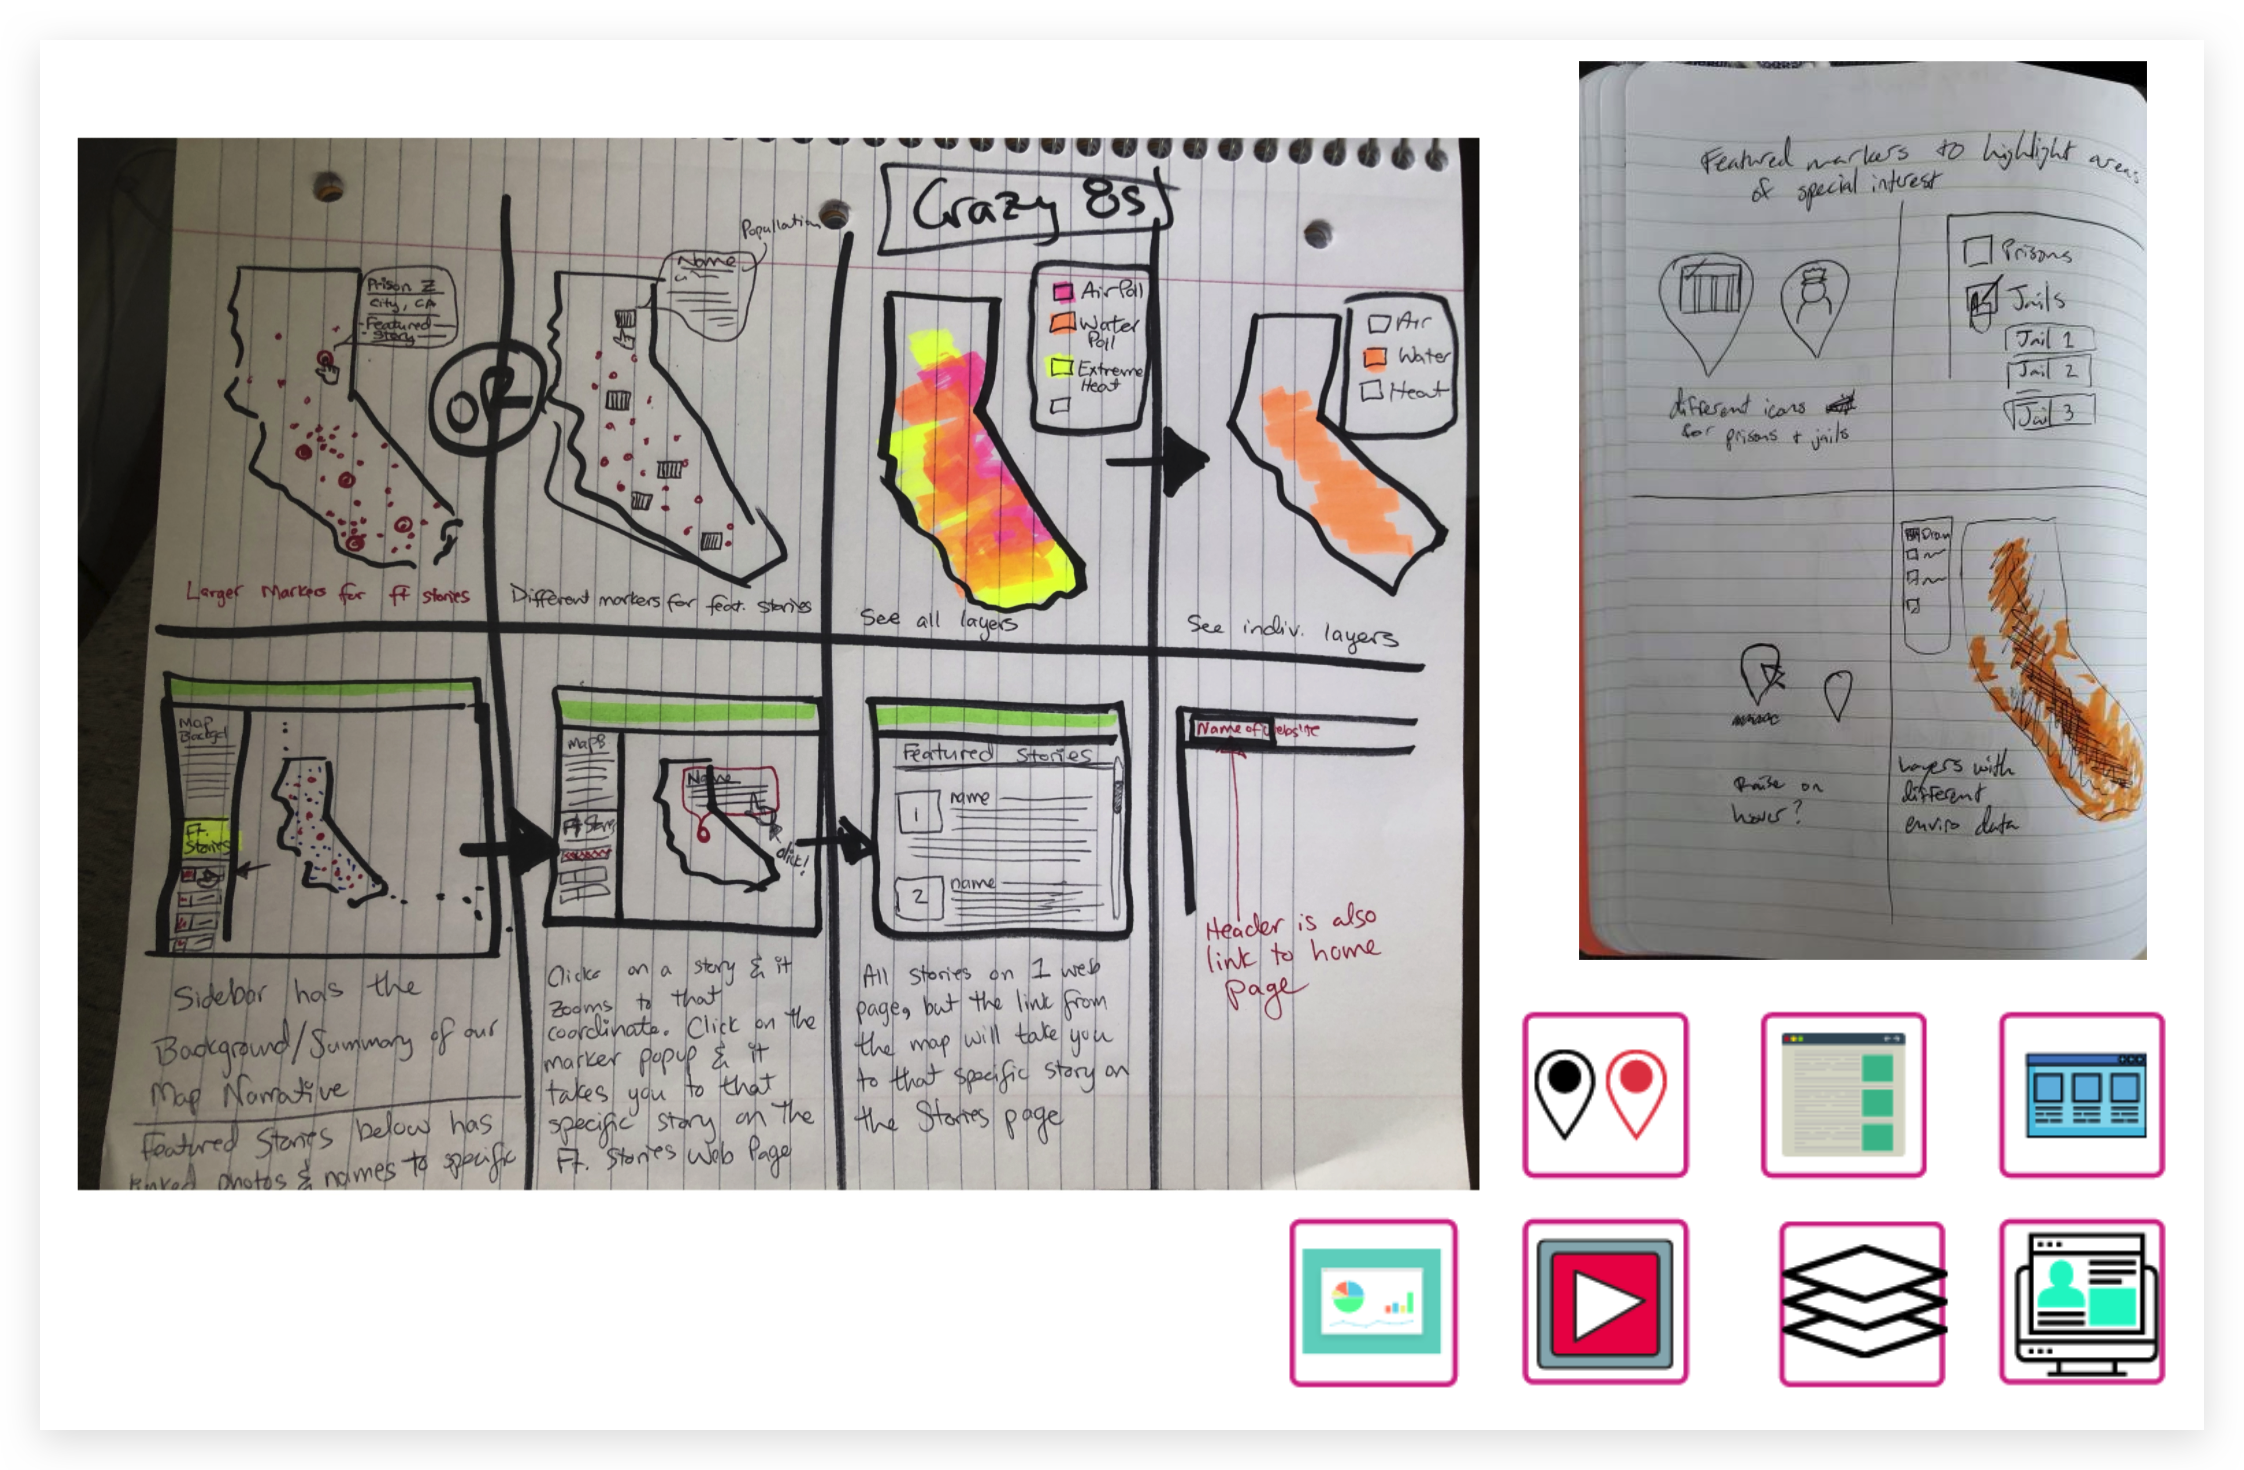 Crazy 8s
Prison Z
City, CA
Featured
Story
Larger Markers for ft stories
OR
Population
Name
Different markers for feat. stories
Air Poll
Water
Poll
Extreme
Heat
See all layers
Air
Water
Heat
See indiv. layers
Map
Ft.
Stories
Sidebar has the
Background/Summary of our
Map Narrative
Featured Stories below has
linked photos & names to specific
Maps
Ft Stories
Name
click!
Clicks on a story & it
zooms to that
coordinate. Click on the
marker popup & it
takes you to that
specific story on the
Ft. Stories Web Page
Featured Stories
1
name
2
name
All stories on 1 web
page, but the link from
the map will take you
to that specific story on
the Stories page
Name of website
Header is also
link to home
page
Featured markers to highlight areas
of special interest
different icons
for prisons + jails
Prisons
Jails
Jail 1
Jail 2
Jail 3
Raise on
hover?
Layers with
different
enviro data